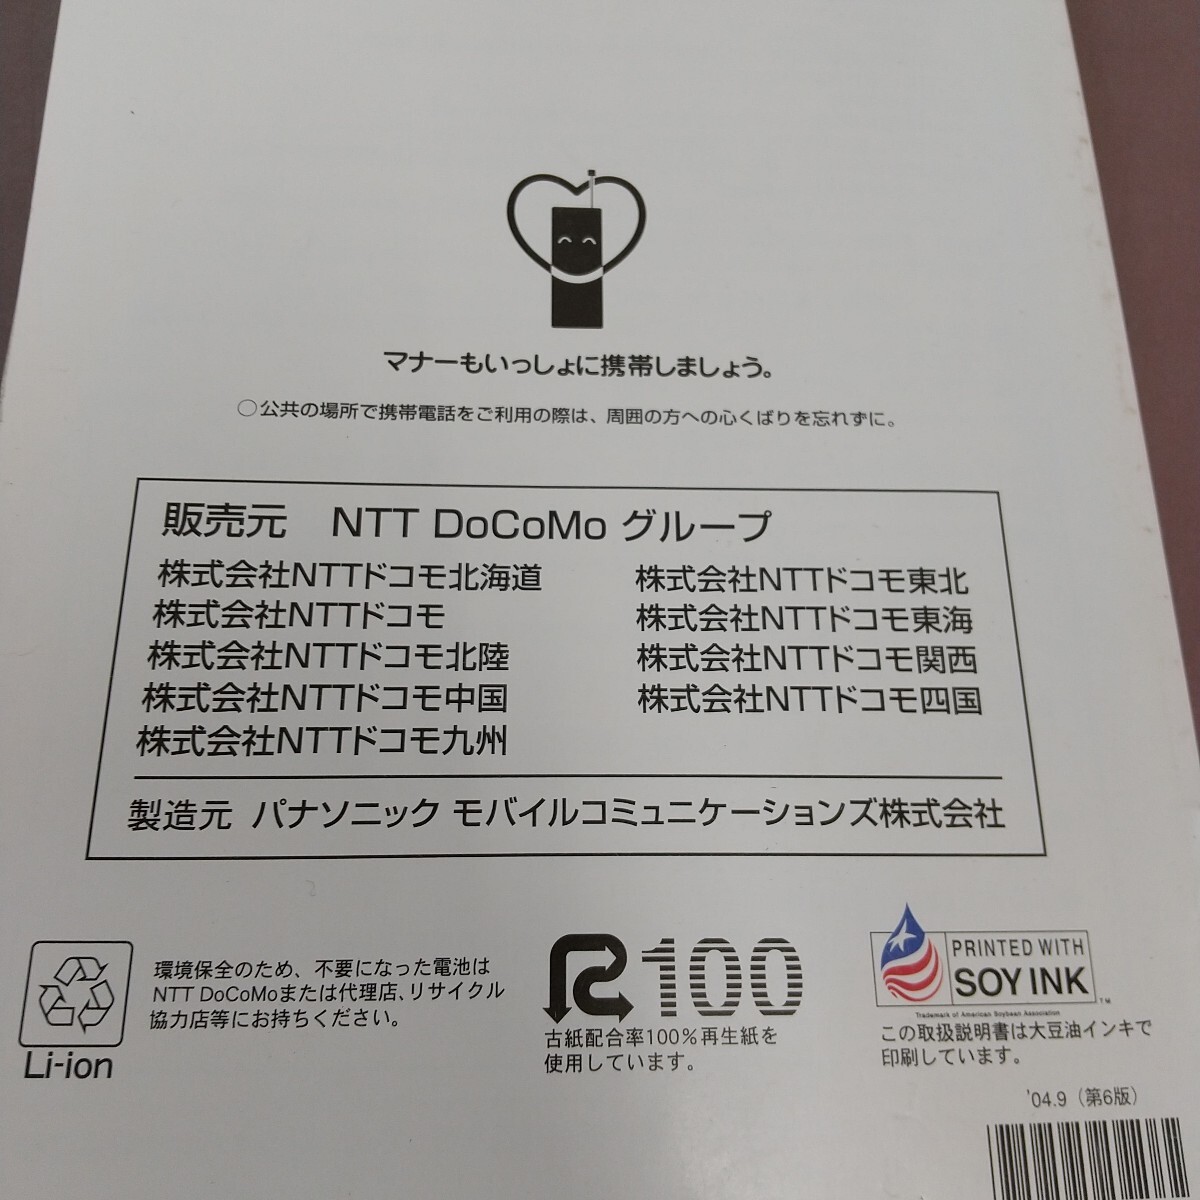 マナーもいっしょに携帯しましょう。
○公共の場所で携帯電話をご利用の際は、周囲の方への心くばりを忘れずに。
販売元 NTT DoCoMo グループ
株式会社NTTドコモ北海道 株式会社NTTドコモ東北
株式会社NTTドコモ 株式会社NTTドコモ東海
株式会社NTTドコモ北陸 株式会社NTTドコモ関西
株式会社NTTドコモ中国 株式会社NTTドコモ四国
株式会社NTTドコモ九州
製造元 パナソニック モバイルコミュニケーションズ株式会社
Li-ion
環境保全のため、不要になった電池は
NTT DoCoMoまたは代理店、リサイクル
協力店等にお持ちください。
R100
古紙配合率100%再生紙を
使用しています。
PRINTED WITH
SOY INK™
Trademark of American Soybean Association
この取扱説明書は大豆油インキで
印刷しています。
'04.9（第6版）